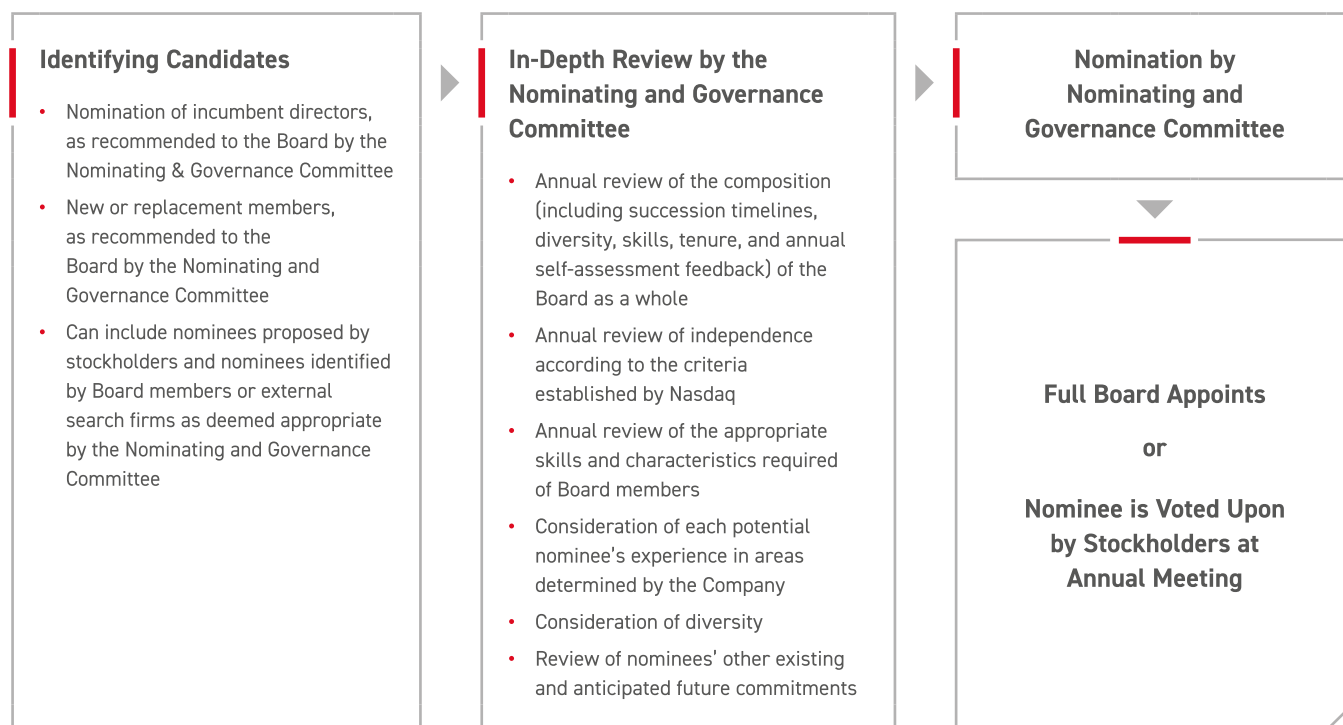 Identifying Candidates
• Nomination of incumbent directors,
as recommended to the Board by the
Nominating & Governance Committee
• New or replacement members,
as recommended to the
Board by the Nominating and
Governance Committee
• Can include nominees proposed by
stockholders and nominees identified
by Board members or external
search firms as deemed appropriate
by the Nominating and Governance
Committee
In-Depth Review by the
Nominating and Governance
Committee
• Annual review of the composition
(including succession timelines,
diversity, skills, tenure, and annual
self-assessment feedback) of the
Board as a whole
• Annual review of independence
according to the criteria
established by Nasdaq
• Annual review of the appropriate
skills and characteristics required
of Board members
• Consideration of each potential
nominee's experience in areas
determined by the Company
• Consideration of diversity
• Review of nominees' other existing
and anticipated future commitments
Nomination by
Nominating and
Governance Committee
Full Board Appoints
or
Nominee is Voted Upon
by Stockholders at
Annual Meeting